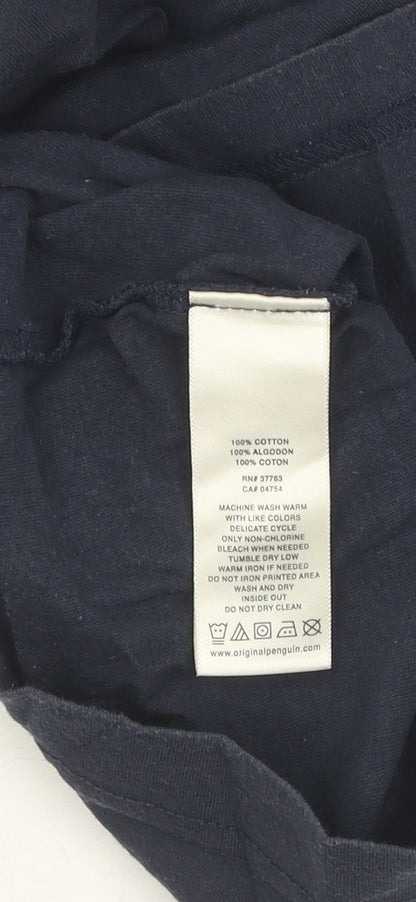 100% COTTON
100% ALGODON
100% COTON
RN# 37763
CA# 04754
MACHINE WASH WARM
WITH LIKE COLORS
DELICATE CYCLE
ONLY NON-CHLORINE
BLEACH WHEN NEEDED
TUMBLE DRY LOW
WARM IRON IF NEEDED
DO NOT IRON PRINTED AREA
WASH AND DRY
INSIDE OUT
DO NOT DRY CLEAN
www.originalpenguin.com